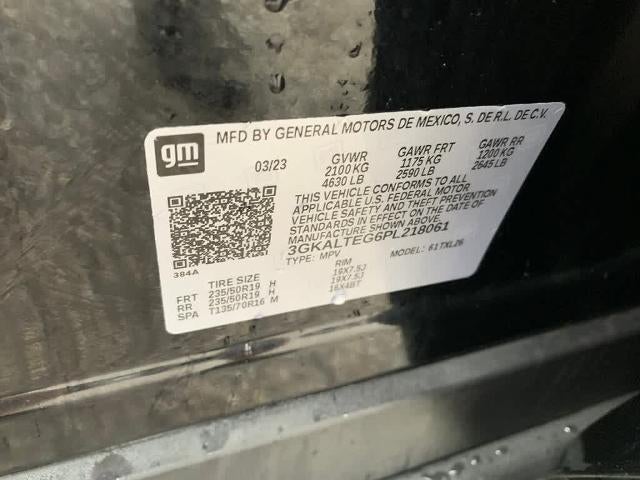 gm
MFD BY GENERAL MOTORS DE MEXICO, S. DE R.L. DE C.V.
03/23 GVWR GAWR FRT GAWR RR
2100 KG 1175 KG 1200 KG
4630 LB 2590 LB 2645 LB
THIS VEHICLE CONFORMS TO ALL
APPLICABLE U.S. FEDERAL MOTOR
VEHICLE SAFETY AND THEFT PREVENTION
STANDARDS IN EFFECT ON THE DATE OF
MANUFACTURE SHOWN ABOVE.
3GKALTEG6PL218061
TYPE: MPV MODEL: 61TXL26
384A
TIRE SIZE RIM
FRT 235/50R19 H 19X7.5J
RR 235/50R19 H 19X7.5J
SPA T135/70R16 M 16X4BT